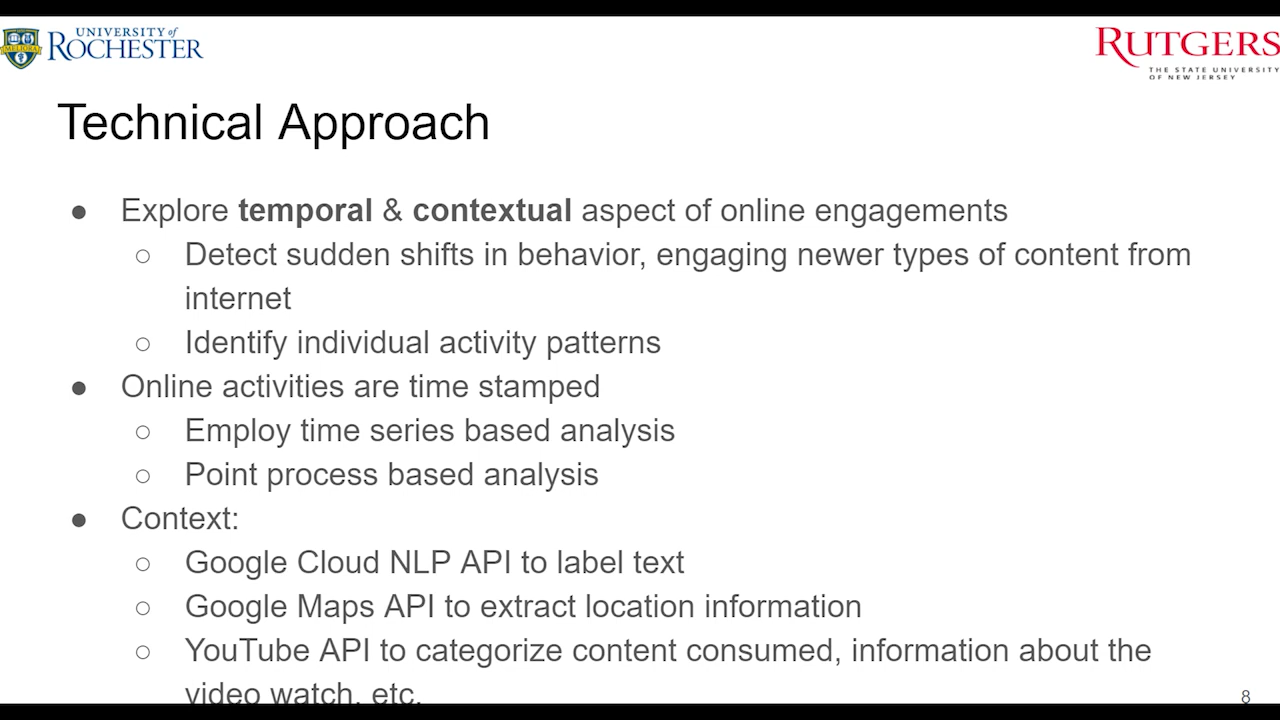 UNIVERSITY of
ROCHESTER
MELIORA
RUTGERS
THE STATE UNIVERSITY
OF NEW JERSEY
Technical Approach
● Explore temporal & contextual aspect of online engagements
○ Detect sudden shifts in behavior, engaging newer types of content from
internet
○ Identify individual activity patterns
● Online activities are time stamped
○ Employ time series based analysis
○ Point process based analysis
● Context:
○ Google Cloud NLP API to label text
○ Google Maps API to extract location information
○ YouTube API to categorize content consumed, information about the
video watch, etc.
8